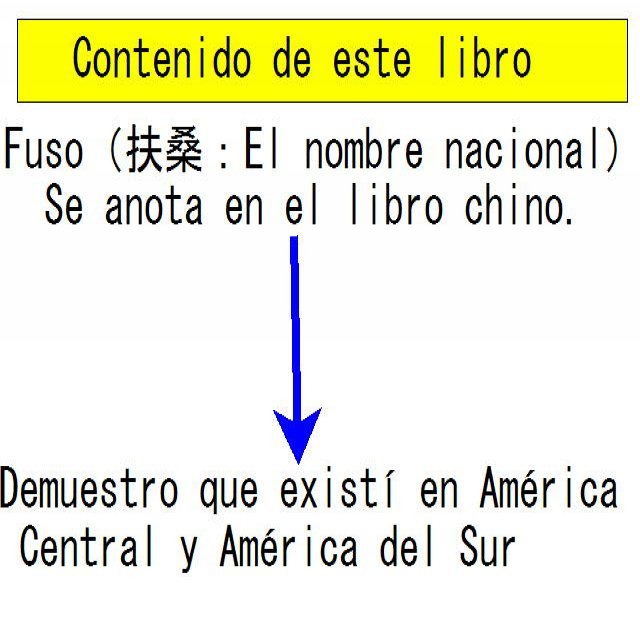 Contenido de este libro
Fuso (扶桑：El nombre nacional)
Se anota en el libro chino.
Demuestro que existí en América
Central y América del Sur